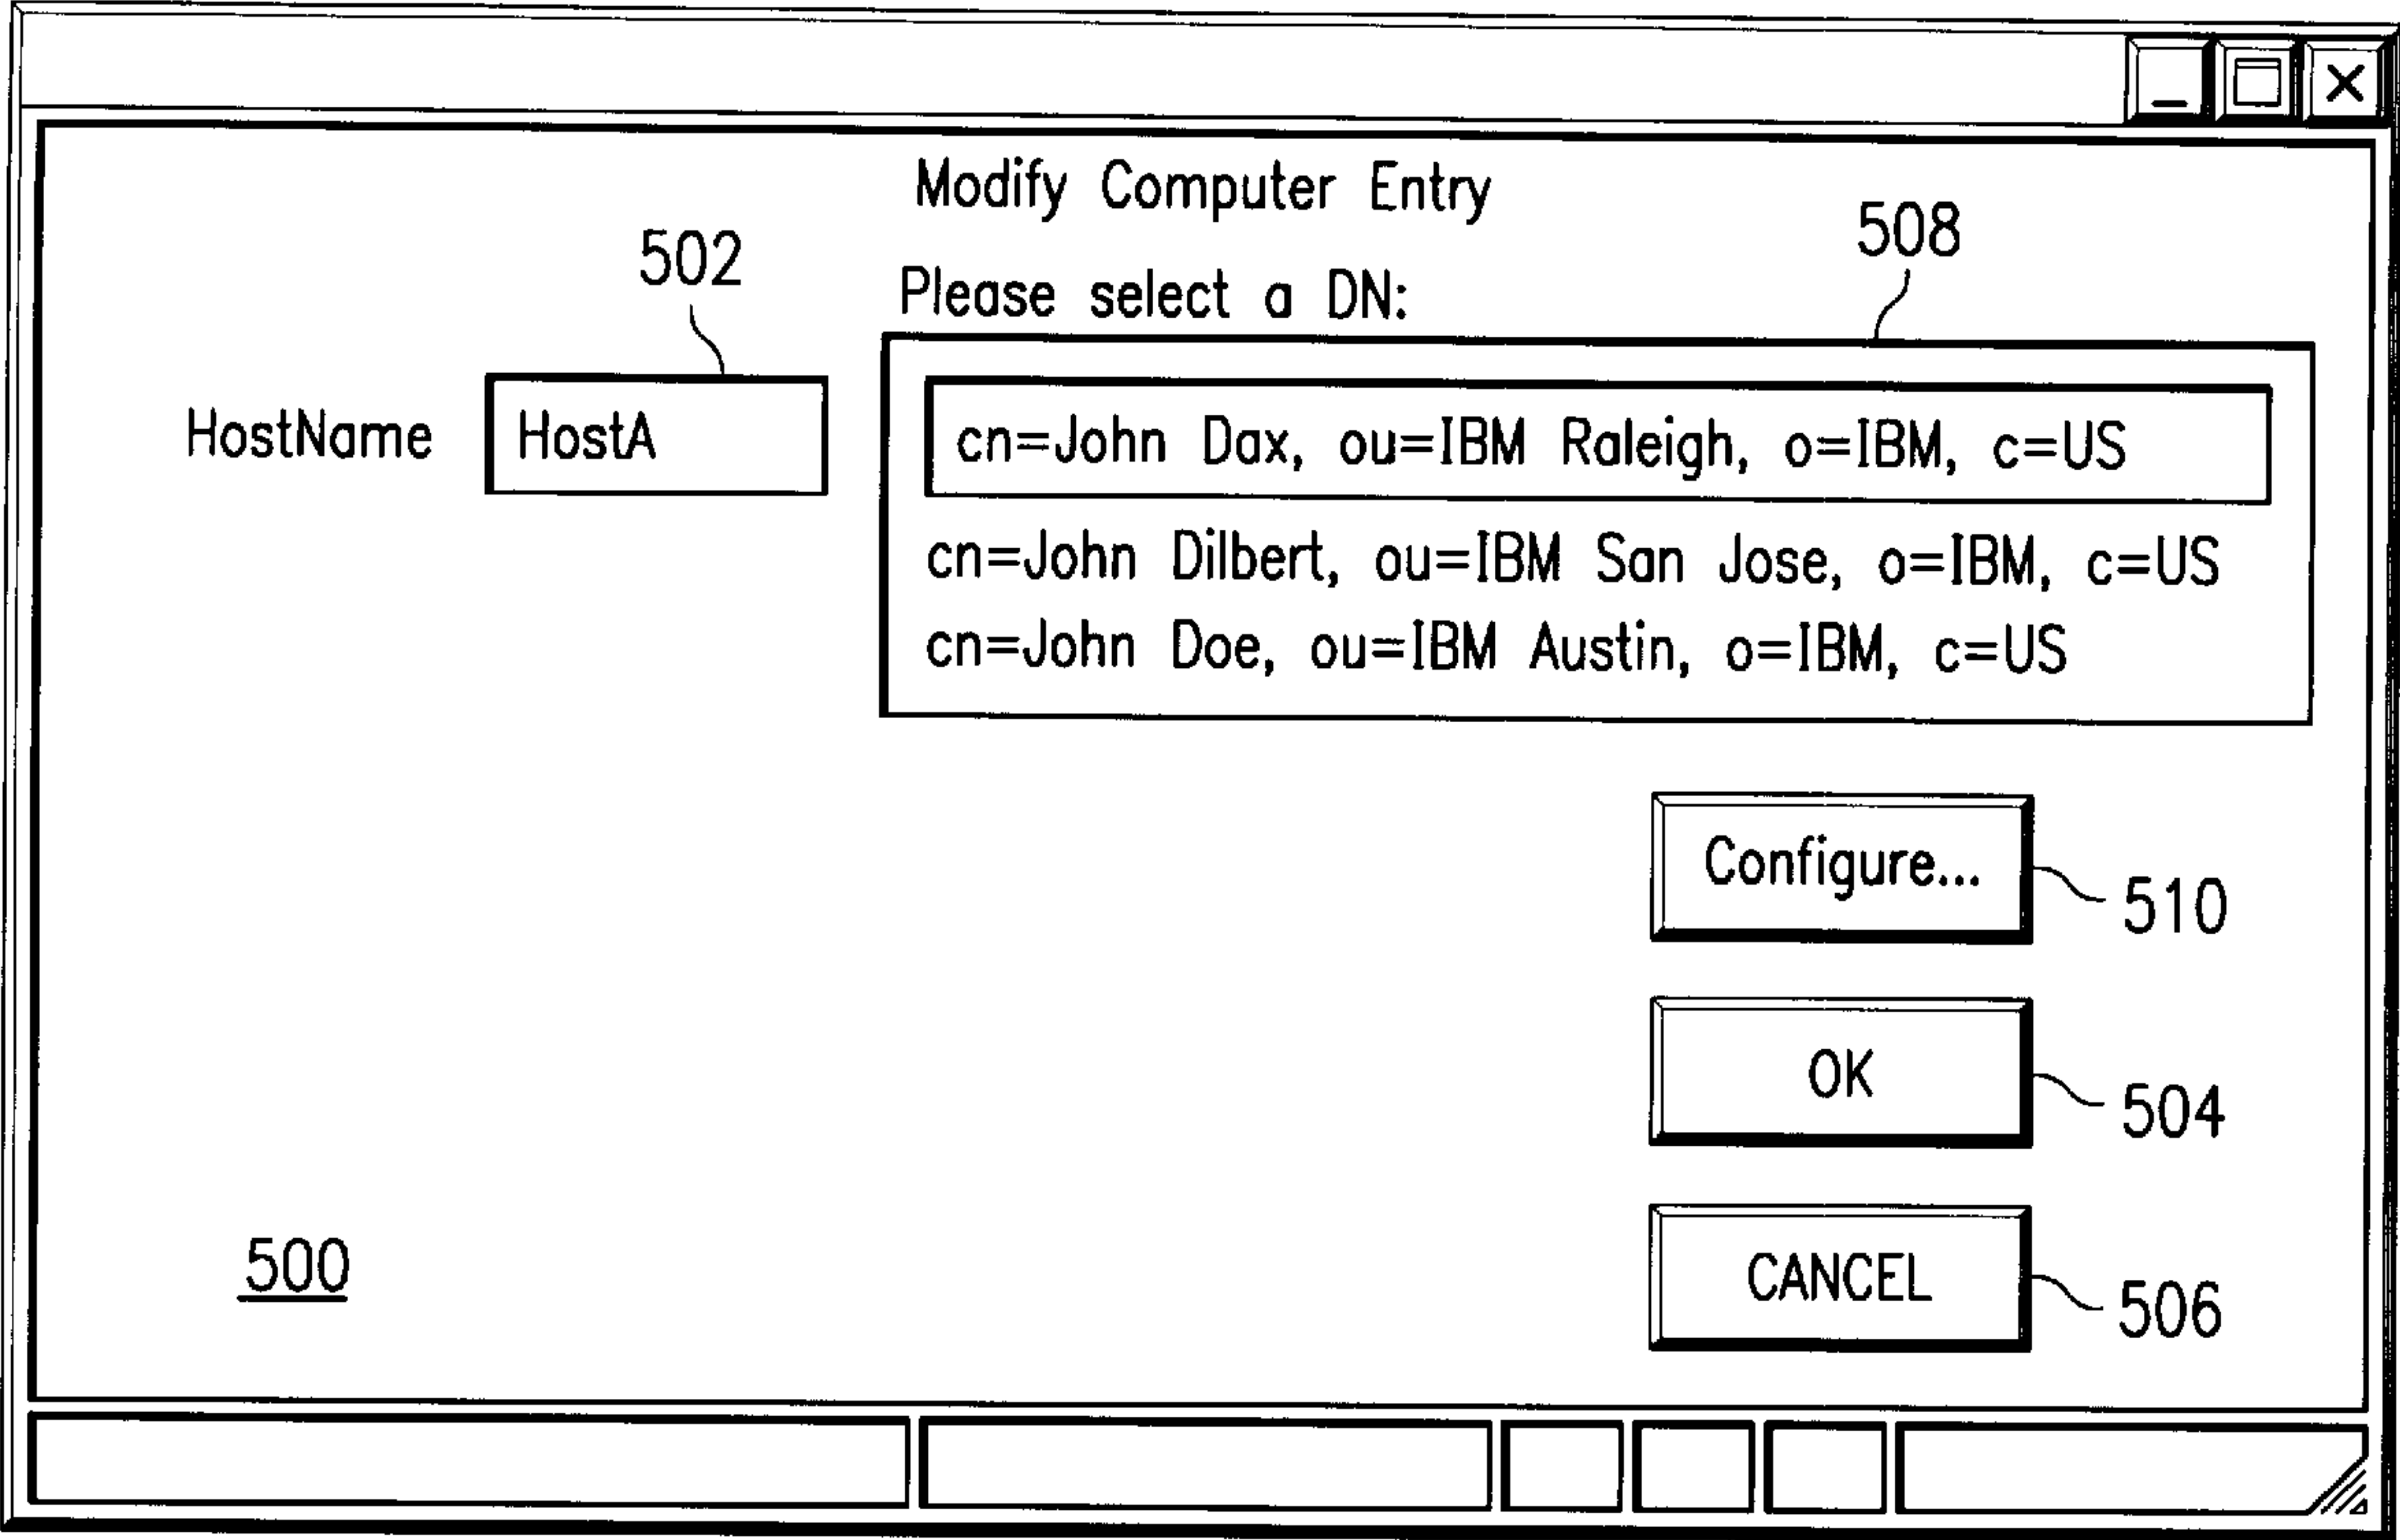 Modify Computer Entry
502
508
Please select a DN:
HostName
HostA
cn=John Dax, ou=IBM Raleigh, o=IBM, c=US
cn=John Dilbert, ou=IBM San Jose, o=IBM, c=US
cn=John Doe, ou=IBM Austin, o=IBM, c=US
Configure...
510
OK
504
CANCEL
506
500